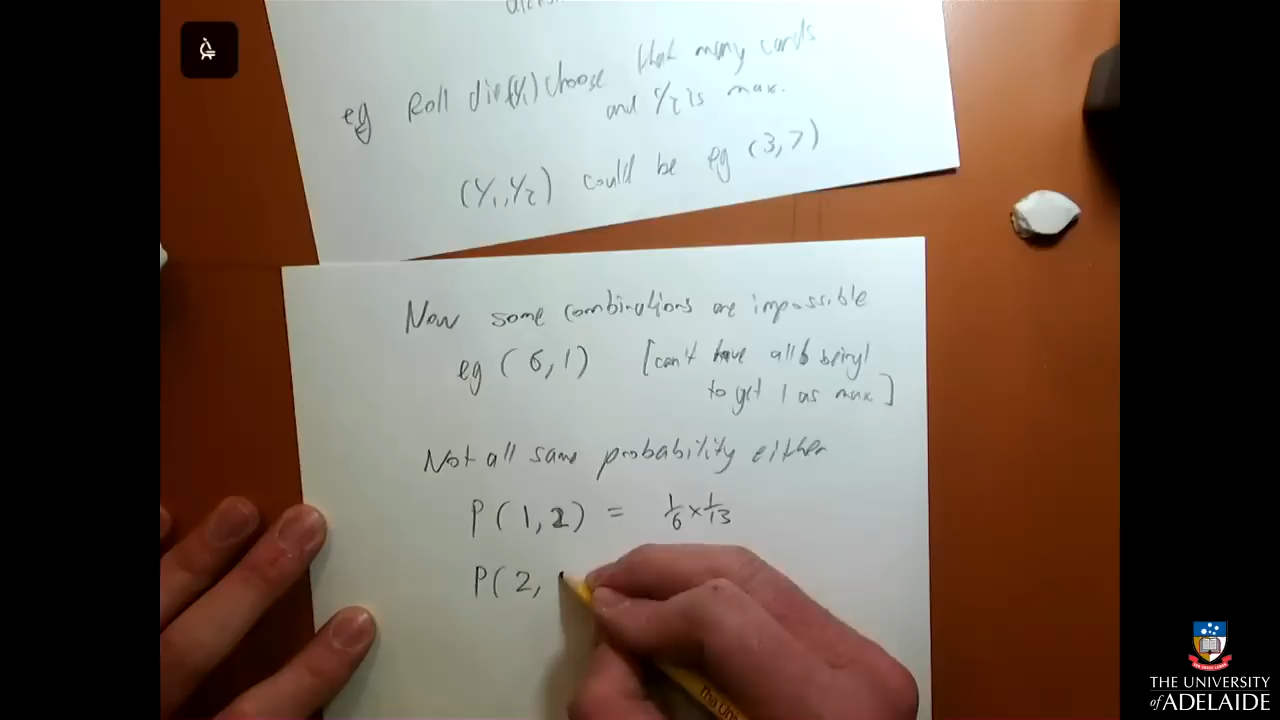 eg Roll die (Y₁) choose that many cards
and Y₂ is max.
(Y₁, Y₂) could be eg (3,7)
Now some combinations are impossible
eg (6,1) [can't have all 6 being 1
to get 1 as max]
Not all same probability either
P(1,2) = 1/6 × 1/13
P(2,
THE UNIVERSITY
of ADELAIDE